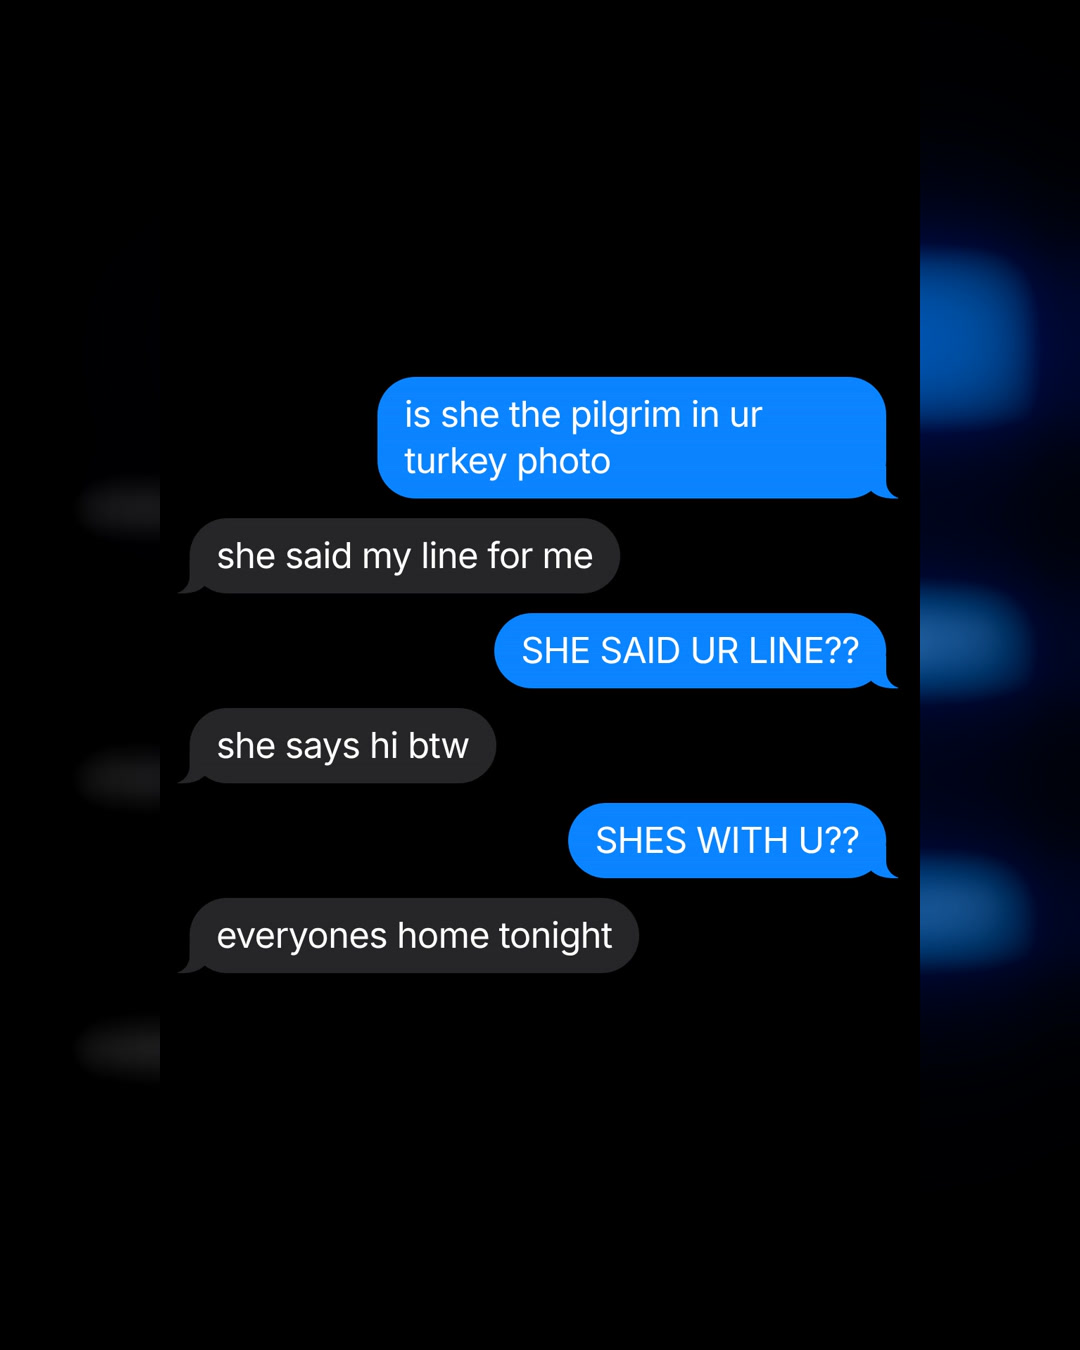 is she the pilgrim in ur
turkey photo
she said my line for me
SHE SAID UR LINE??
she says hi btw
SHES WITH U??
everyones home tonight